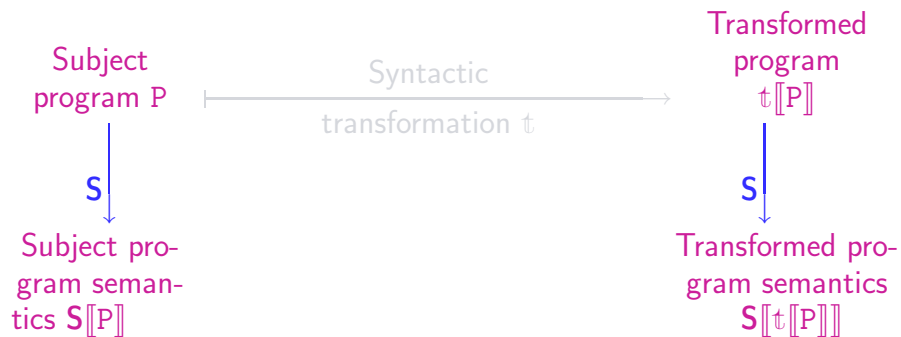 Subject
program P
Syntactic
transformation 𝕥
Transformed
program
𝕥⟦P⟧
S
S
Subject pro-
gram seman-
tics S⟦P⟧
Transformed pro-
gram semantics
S⟦𝕥⟦P⟧⟧